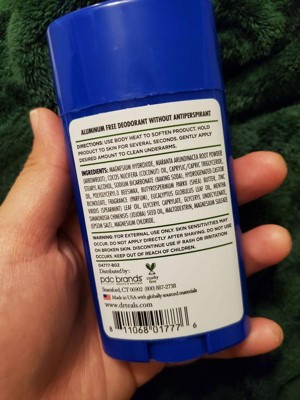 ALUMINUM FREE DEODORANT WITHOUT ANTIPERSPIRANT
DIRECTIONS: USE BODY HEAT TO SOFTEN PRODUCT. HOLD
PRODUCT TO SKIN FOR SEVERAL SECONDS. GENTLY APPLY
DESIRED AMOUNT TO CLEAN UNDERARMS.
INGREDIENTS: MAGNESIUM HYDROXIDE, MARANTA ARUNDINACEA ROOT POWDER
(ARROWROOT), COCOS NUCIFERA (COCONUT) OIL, CAPRYLIC/CAPRIC TRIGLYCERIDE,
STEARYL ALCOHOL, SODIUM BICARBONATE (BAKING SODA), HYDROGENATED CASTOR
OIL, POLYGLYCERYL-3 BEESWAX, BUTYROSPERMUM PARKII (SHEA) BUTTER, ZINC
RICINOLEATE, FRAGRANCE (PARFUM), EUCALYPTUS GLOBULUS LEAF OIL, MENTHA
VIRIDIS (SPEARMINT) LEAF OIL, GLYCERIN, CAPRYLYL GLYCOL,
SIMMONDSIA CHINENSIS (JOJOBA) SEED OIL, MALTODEXTRIN, MAGNESIUM SULFATE
(EPSOM SALT), MAGNESIUM CHLORIDE.
WARNING: FOR EXTERNAL USE ONLY. SKIN SENSITIVITIES MAY
OCCUR. DO NOT APPLY DIRECTLY AFTER SHAVING. DO NOT USE
ON BROKEN SKIN. DISCONTINUE USE IF RASH OR IRRITATION
OCCURS. KEEP OUT OF REACH OF CHILDREN.
Distributed by:
pdc brands
cruelty
free
Stamford, CT 06902
Made in USA with globally sourced materials
www.drteals.com
8 11068 01777 6